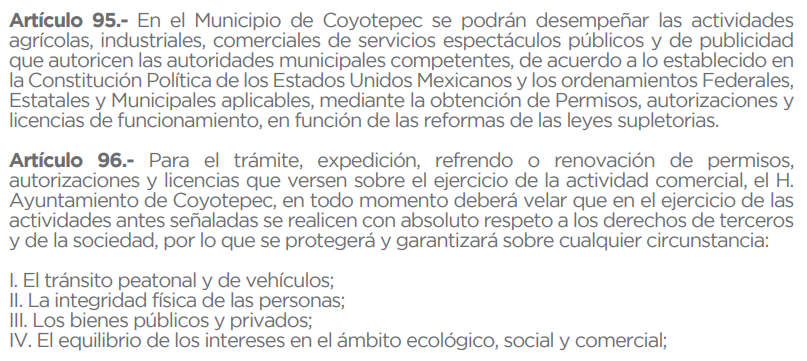 Artículo 95.- En el Municipio de Coyotepec se podrán desempeñar las actividades
agrícolas, industriales, comerciales de servicios espectáculos públicos y de publicidad
que autoricen las autoridades municipales competentes, de acuerdo a lo establecido en
la Constitución Política de los Estados Unidos Mexicanos y los ordenamientos Federales,
Estatales y Municipales aplicables, mediante la obtención de Permisos, autorizaciones y
licencias de funcionamiento, en función de las reformas de las leyes supletorias.
Artículo 96.- Para el trámite, expedición, refrendo o renovación de permisos,
autorizaciones y licencias que versen sobre el ejercicio de la actividad comercial, el H.
Ayuntamiento de Coyotepec, en todo momento deberá velar que en el ejercicio de las
actividades antes señaladas se realicen con absoluto respeto a los derechos de terceros
y de la sociedad, por lo que se protegerá y garantizará sobre cualquier circunstancia:
I. El tránsito peatonal y de vehículos;
II. La integridad física de las personas;
III. Los bienes públicos y privados;
IV. El equilibrio de los intereses en el ámbito ecológico, social y comercial;